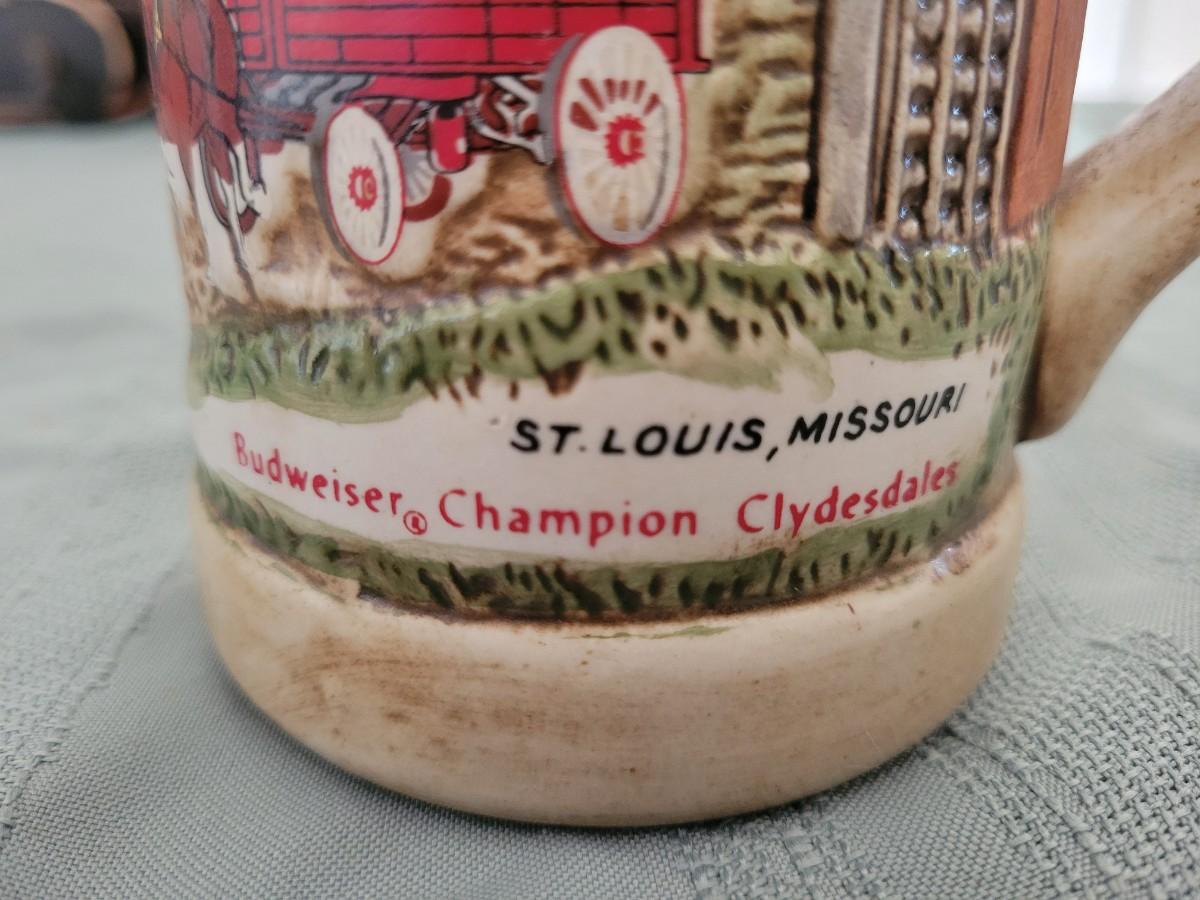 ST. LOUIS, MISSOURI
Budweiser® Champion Clydesdales